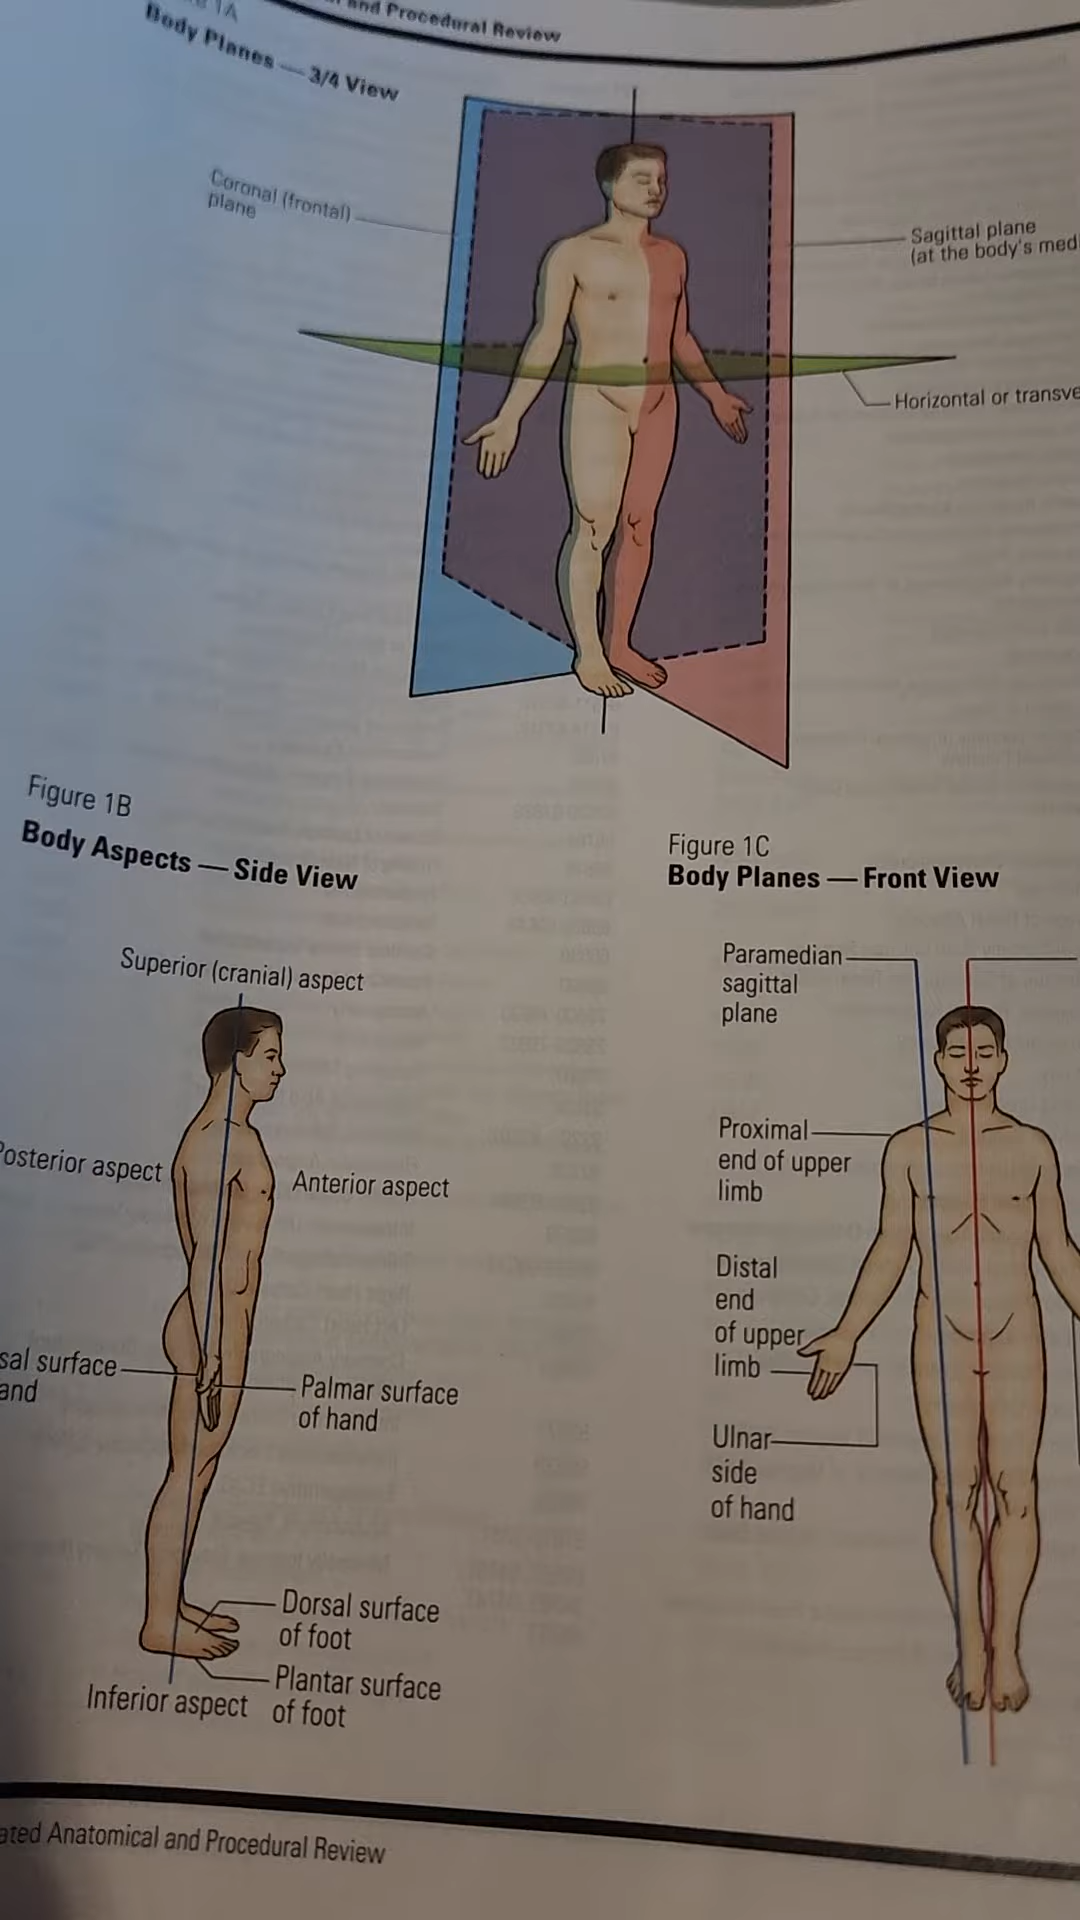 1A
and Procedural Review
Body Planes — 3/4 View
Coronal (frontal)
plane
Sagittal plane
(at the body's med
Horizontal or transve
Figure 1B
Body Aspects — Side View
Superior (cranial) aspect
Posterior aspect
Anterior aspect
sal surface
and
Palmar surface
of hand
Dorsal surface
of foot
Plantar surface
of foot
Inferior aspect
Figure 1C
Body Planes — Front View
Paramedian
sagittal
plane
Proximal
end of upper
limb
Distal
end
of upper
limb
Ulnar
side
of hand
ated Anatomical and Procedural Review